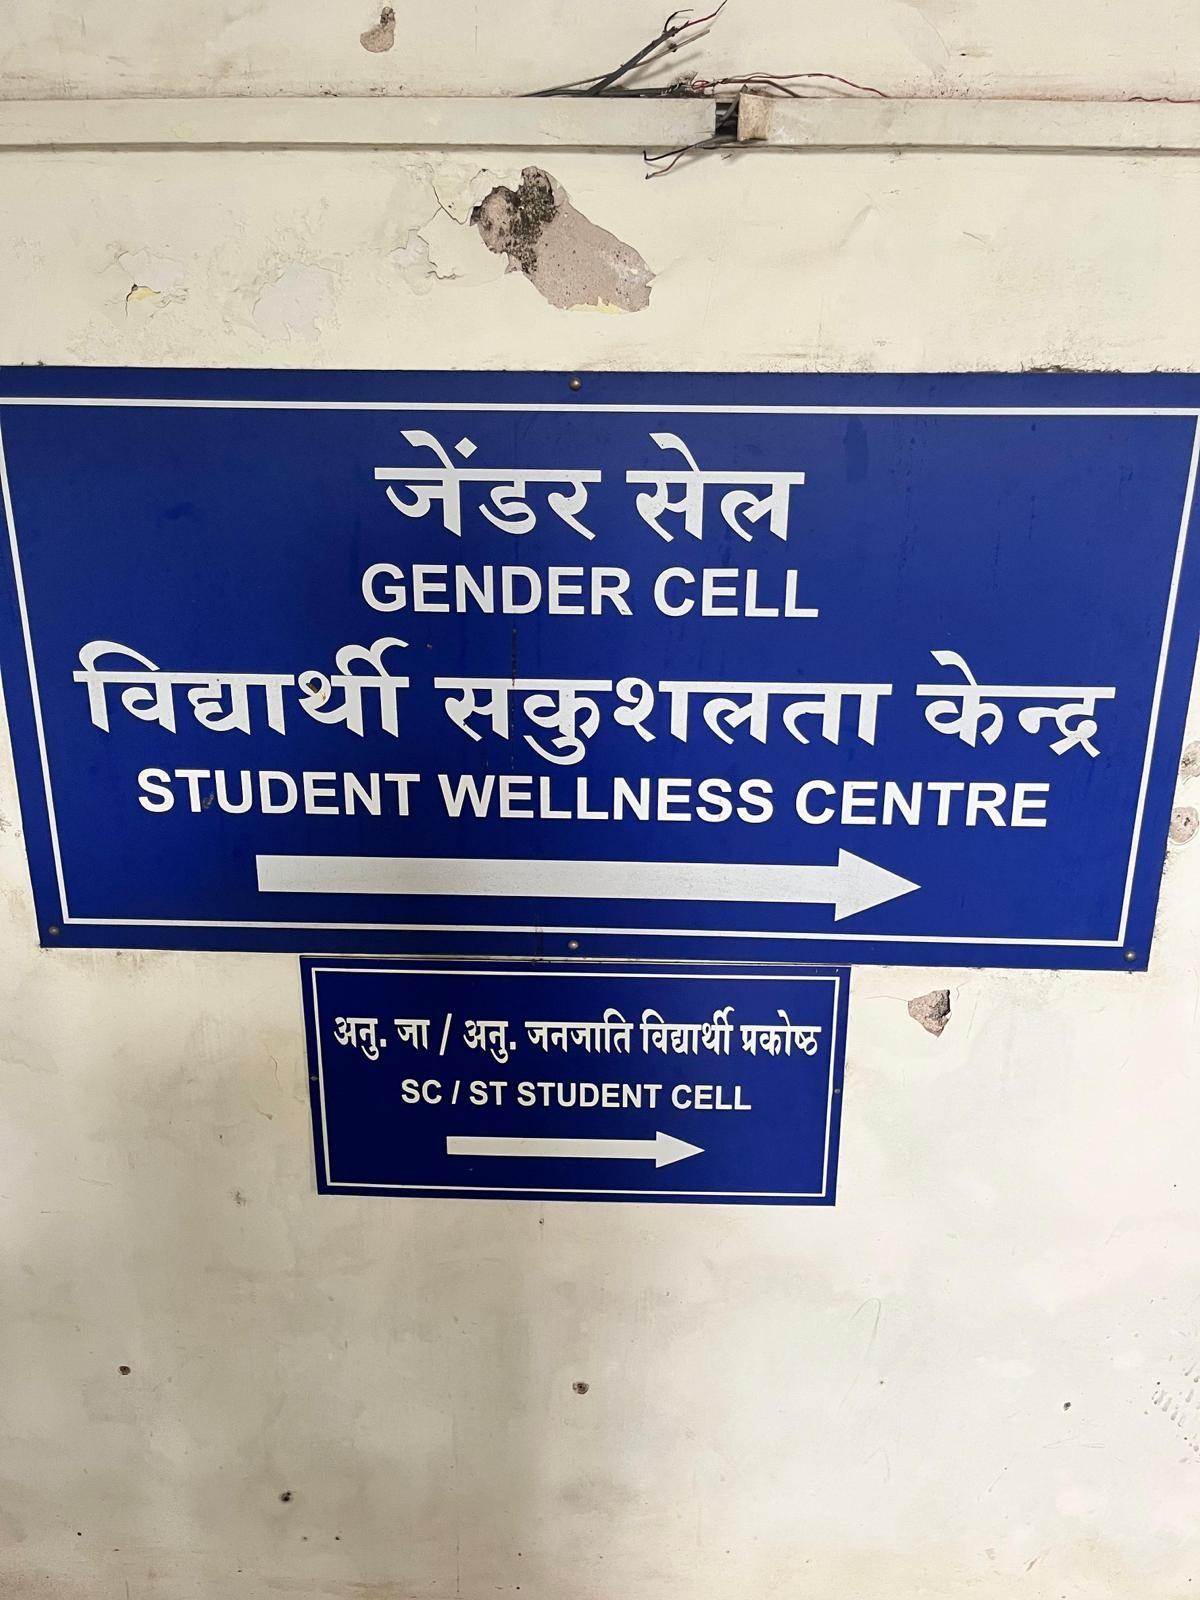 जेंडर सेल
GENDER CELL
विद्यार्थी सकुशलता केन्द्र
STUDENT WELLNESS CENTRE
अनु. जा / अनु. जनजाति विद्यार्थी प्रकोष्ठ
SC / ST STUDENT CELL